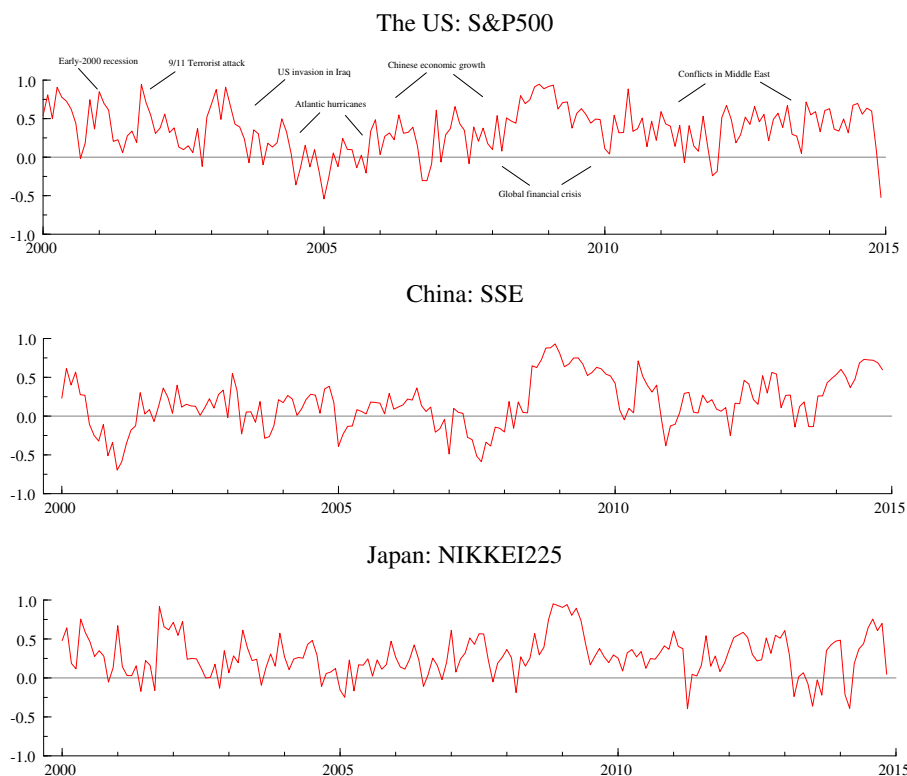 The US: S&P500
Early-2000 recession
9/11 Terrorist attack
US invasion in Iraq
Atlantic hurricanes
Chinese economic growth
Conflicts in Middle East
Global financial crisis
1.0
0.5
0.0
-0.5
-1.0
2000 2005 2010 2015
China: SSE
1.0
0.5
0.0
-0.5
-1.0
2000 2005 2010 2015
Japan: NIKKEI225
1.0
0.5
0.0
-0.5
-1.0
2000 2005 2010 2015